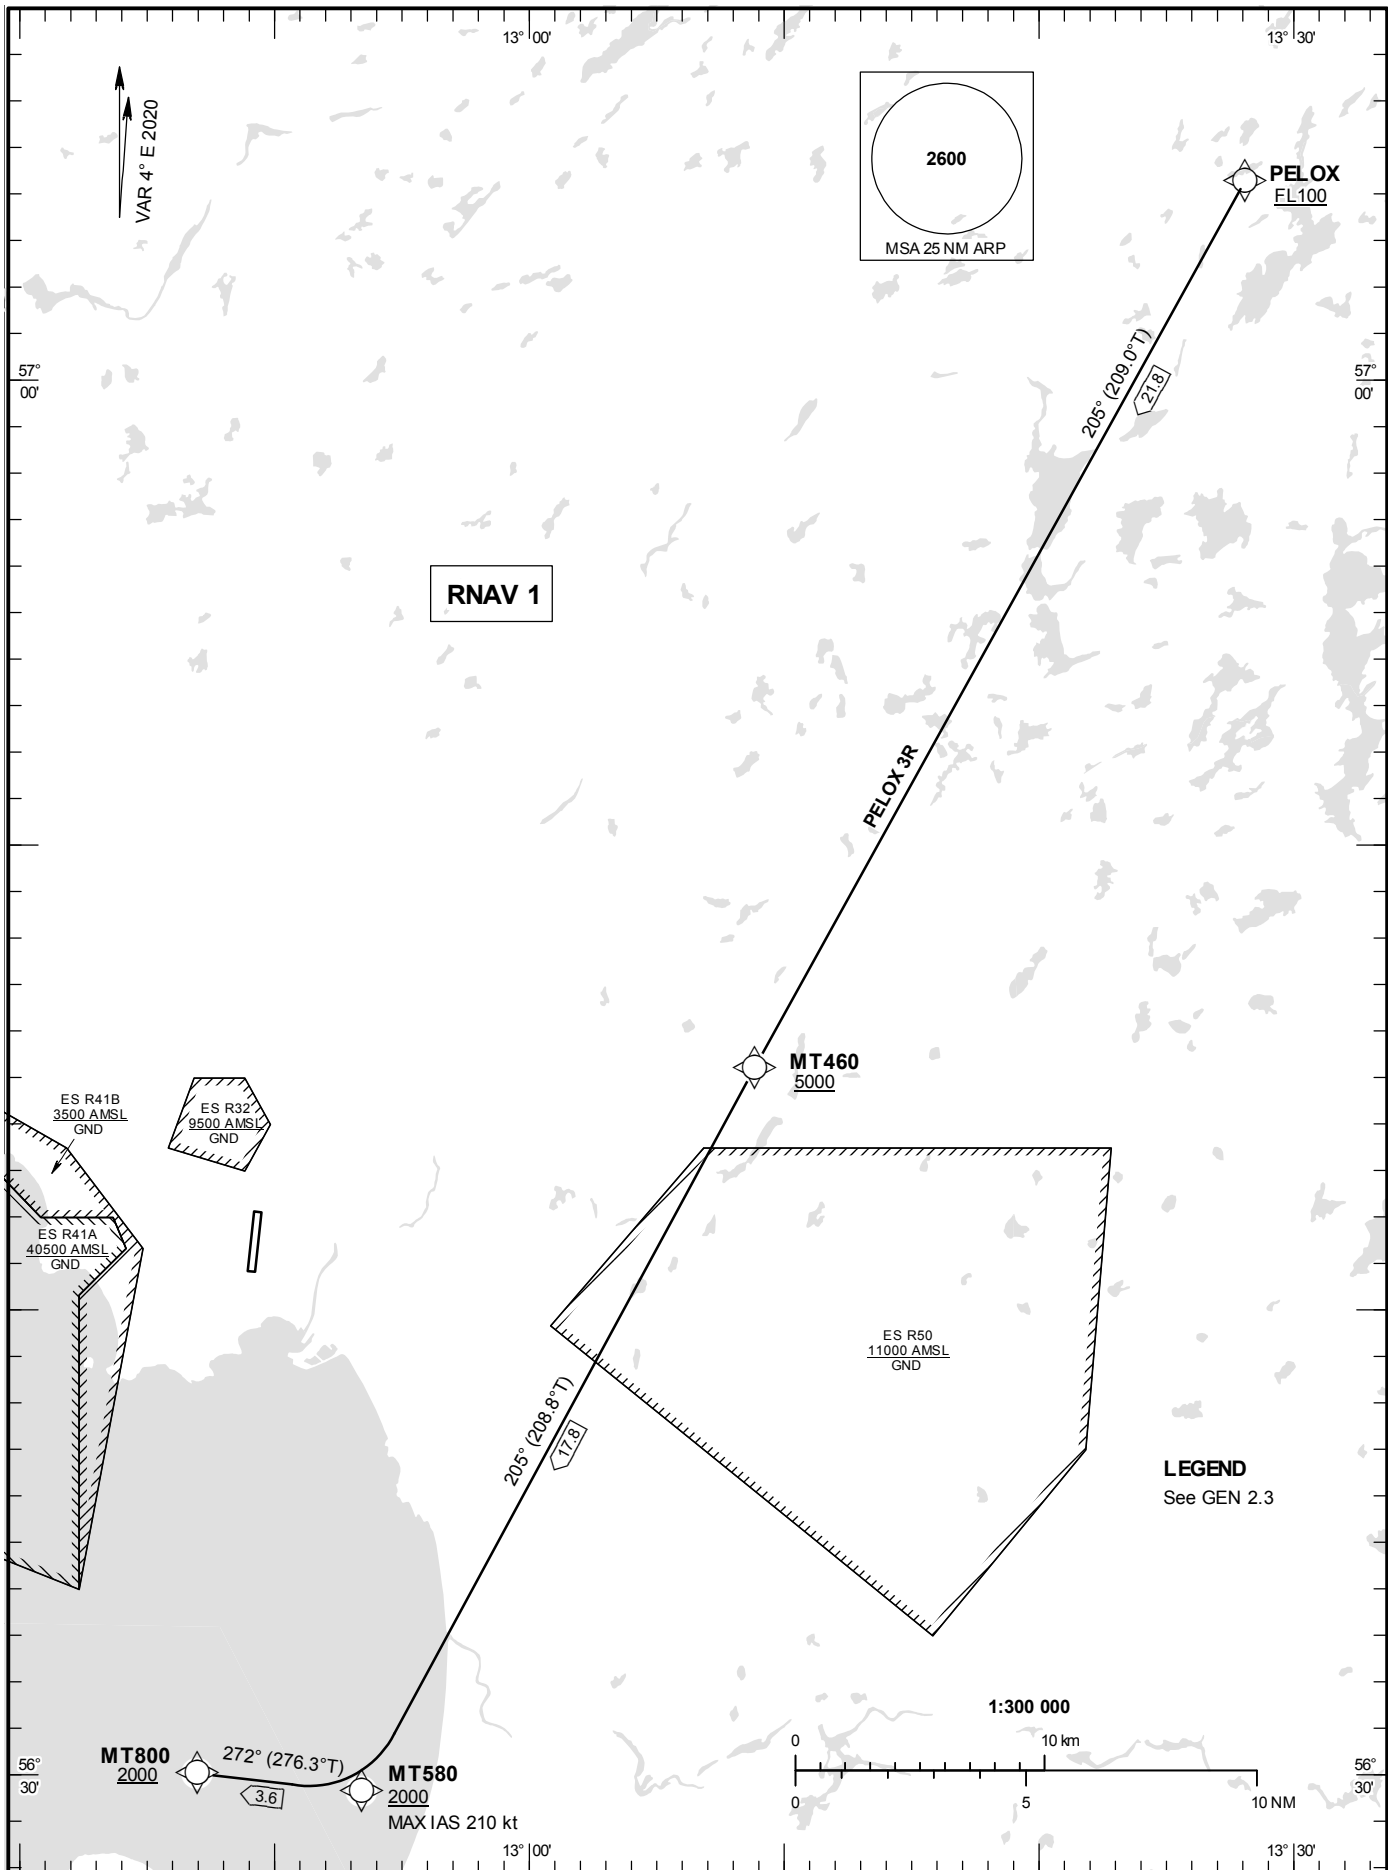 13° 00'
13° 30'
VAR 4° E 2020
2600
MSA 25 NM ARP
PELOX
FL100
57°
00'
57°
00'
205° (209.0°T)
21.8
RNAV 1
PELOX 3R
MT460
5000
ES R41B
3500 AMSL
GND
ES R32
9500 AMSL
GND
ES R41A
40500 AMSL
GND
ES R50
11000 AMSL
GND
205° (208.8°T)
17.8
LEGEND
See GEN 2.3
1:300 000
0
10 km
0
5
10 NM
MT800
2000
272° (276.3°T)
3.6
MT580
2000
MAX IAS 210 kt
56°
30'
56°
30'
13° 00'
13° 30'